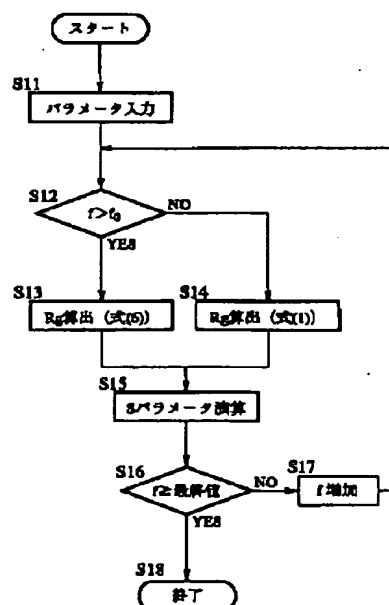 スタート
S11
パラメータ入力
S12
f>f₀
NO
YES
S13
Rg算出 (式(6))
S14
Rg算出 (式(1))
S15
Sパラメータ演算
S16
f≥最終値
NO
S17
f 増加
YES
S18
終了